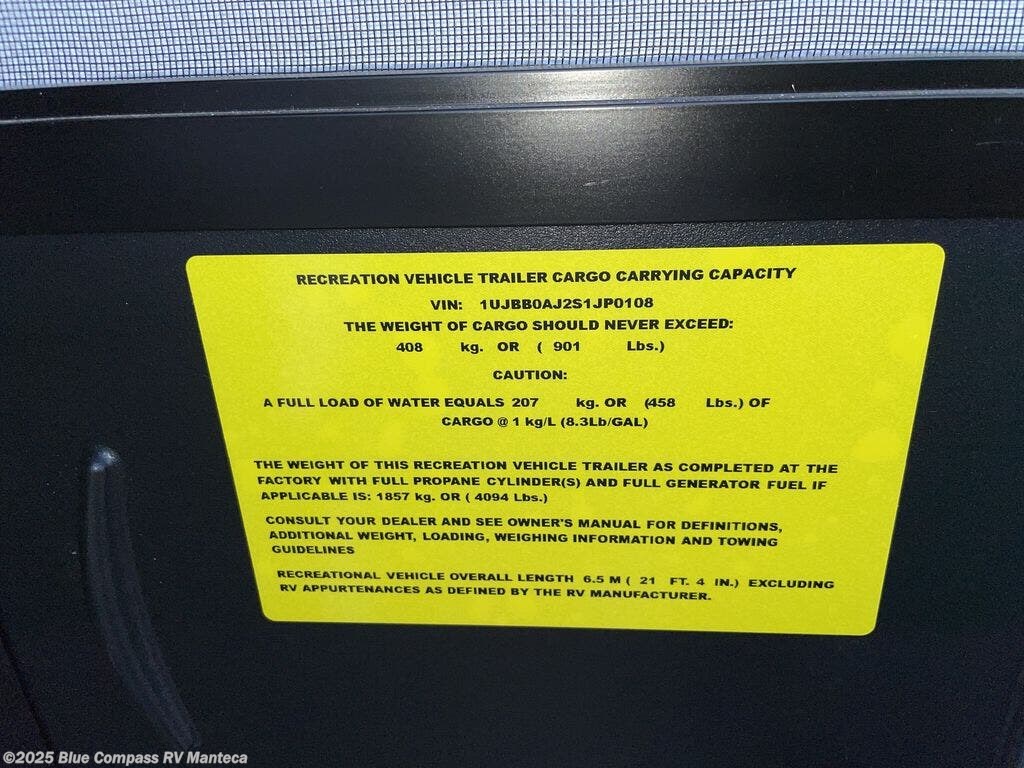 RECREATION VEHICLE TRAILER CARGO CARRYING CAPACITY
VIN: 1UJBB0AJ2S1JP0108
THE WEIGHT OF CARGO SHOULD NEVER EXCEED:
408 kg. OR ( 901 Lbs.)
CAUTION:
A FULL LOAD OF WATER EQUALS 207 kg. OR (458 Lbs.) OF
CARGO @ 1 kg/L (8.3Lb/GAL)
THE WEIGHT OF THIS RECREATION VEHICLE TRAILER AS COMPLETED AT THE
FACTORY WITH FULL PROPANE CYLINDER(S) AND FULL GENERATOR FUEL IF
APPLICABLE IS: 1857 kg. OR ( 4094 Lbs.)
CONSULT YOUR DEALER AND SEE OWNER'S MANUAL FOR DEFINITIONS,
ADDITIONAL WEIGHT, LOADING, WEIGHING INFORMATION AND TOWING
GUIDELINES
RECREATIONAL VEHICLE OVERALL LENGTH 6.5 M ( 21 FT. 4 IN.) EXCLUDING
RV APPURTENANCES AS DEFINED BY THE RV MANUFACTURER.
©2025 Blue Compass RV Manteca